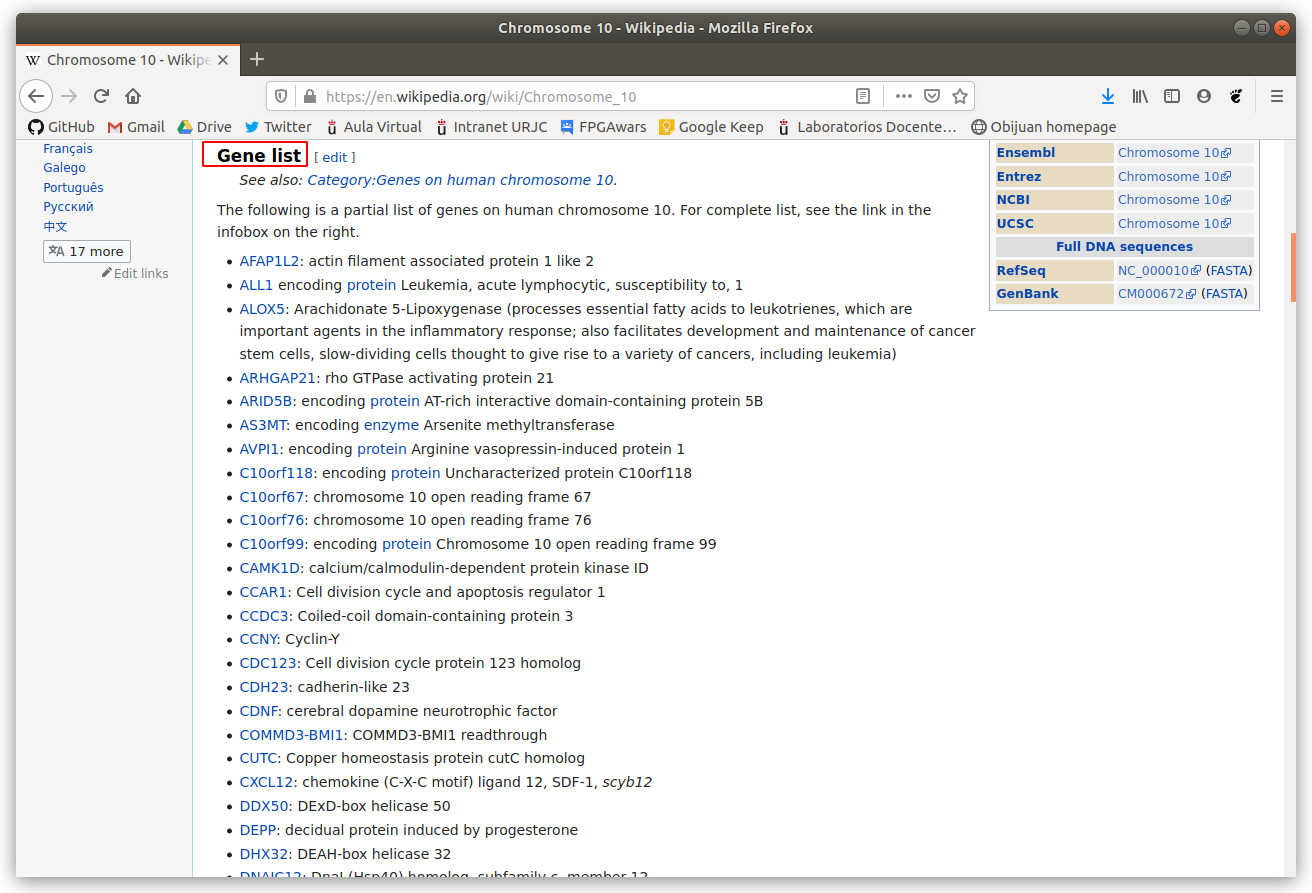 Chromosome 10 - Wikipedia - Mozilla Firefox
W Chromosome 10 - Wikipe
https://en.wikipedia.org/wiki/Chromosome_10
GitHub Gmail Drive Twitter Aula Virtual Intranet URJC FPGAwars Google Keep Laboratorios Docente… Obijuan homepage
Français
Galego
Português
Русский
中文
17 more
Edit links
Gene list [ edit ]
See also: Category:Genes on human chromosome 10.
The following is a partial list of genes on human chromosome 10. For complete list, see the link in the
infobox on the right.
• AFAP1L2: actin filament associated protein 1 like 2
• ALL1 encoding protein Leukemia, acute lymphocytic, susceptibility to, 1
• ALOX5: Arachidonate 5-Lipoxygenase (processes essential fatty acids to leukotrienes, which are
important agents in the inflammatory response; also facilitates development and maintenance of cancer
stem cells, slow-dividing cells thought to give rise to a variety of cancers, including leukemia)
• ARHGAP21: rho GTPase activating protein 21
• ARID5B: encoding protein AT-rich interactive domain-containing protein 5B
• AS3MT: encoding enzyme Arsenite methyltransferase
• AVPI1: encoding protein Arginine vasopressin-induced protein 1
• C10orf118: encoding protein Uncharacterized protein C10orf118
• C10orf67: chromosome 10 open reading frame 67
• C10orf76: chromosome 10 open reading frame 76
• C10orf99: encoding protein Chromosome 10 open reading frame 99
• CAMK1D: calcium/calmodulin-dependent protein kinase ID
• CCAR1: Cell division cycle and apoptosis regulator 1
• CCDC3: Coiled-coil domain-containing protein 3
• CCNY: Cyclin-Y
• CDC123: Cell division cycle protein 123 homolog
• CDH23: cadherin-like 23
• CDNF: cerebral dopamine neurotrophic factor
• COMMD3-BMI1: COMMD3-BMI1 readthrough
• CUTC: Copper homeostasis protein cutC homolog
• CXCL12: chemokine (C-X-C motif) ligand 12, SDF-1, scyb12
• DDX50: DExD-box helicase 50
• DEPP: decidual protein induced by progesterone
• DHX32: DEAH-box helicase 32
• DNAJC12: DnaJ (Hsp40) homolog, subfamily c, member 12
Ensembl Chromosome 10
Entrez Chromosome 10
NCBI Chromosome 10
UCSC Chromosome 10
Full DNA sequences
RefSeq NC_000010 (FASTA)
GenBank CM000672 (FASTA)